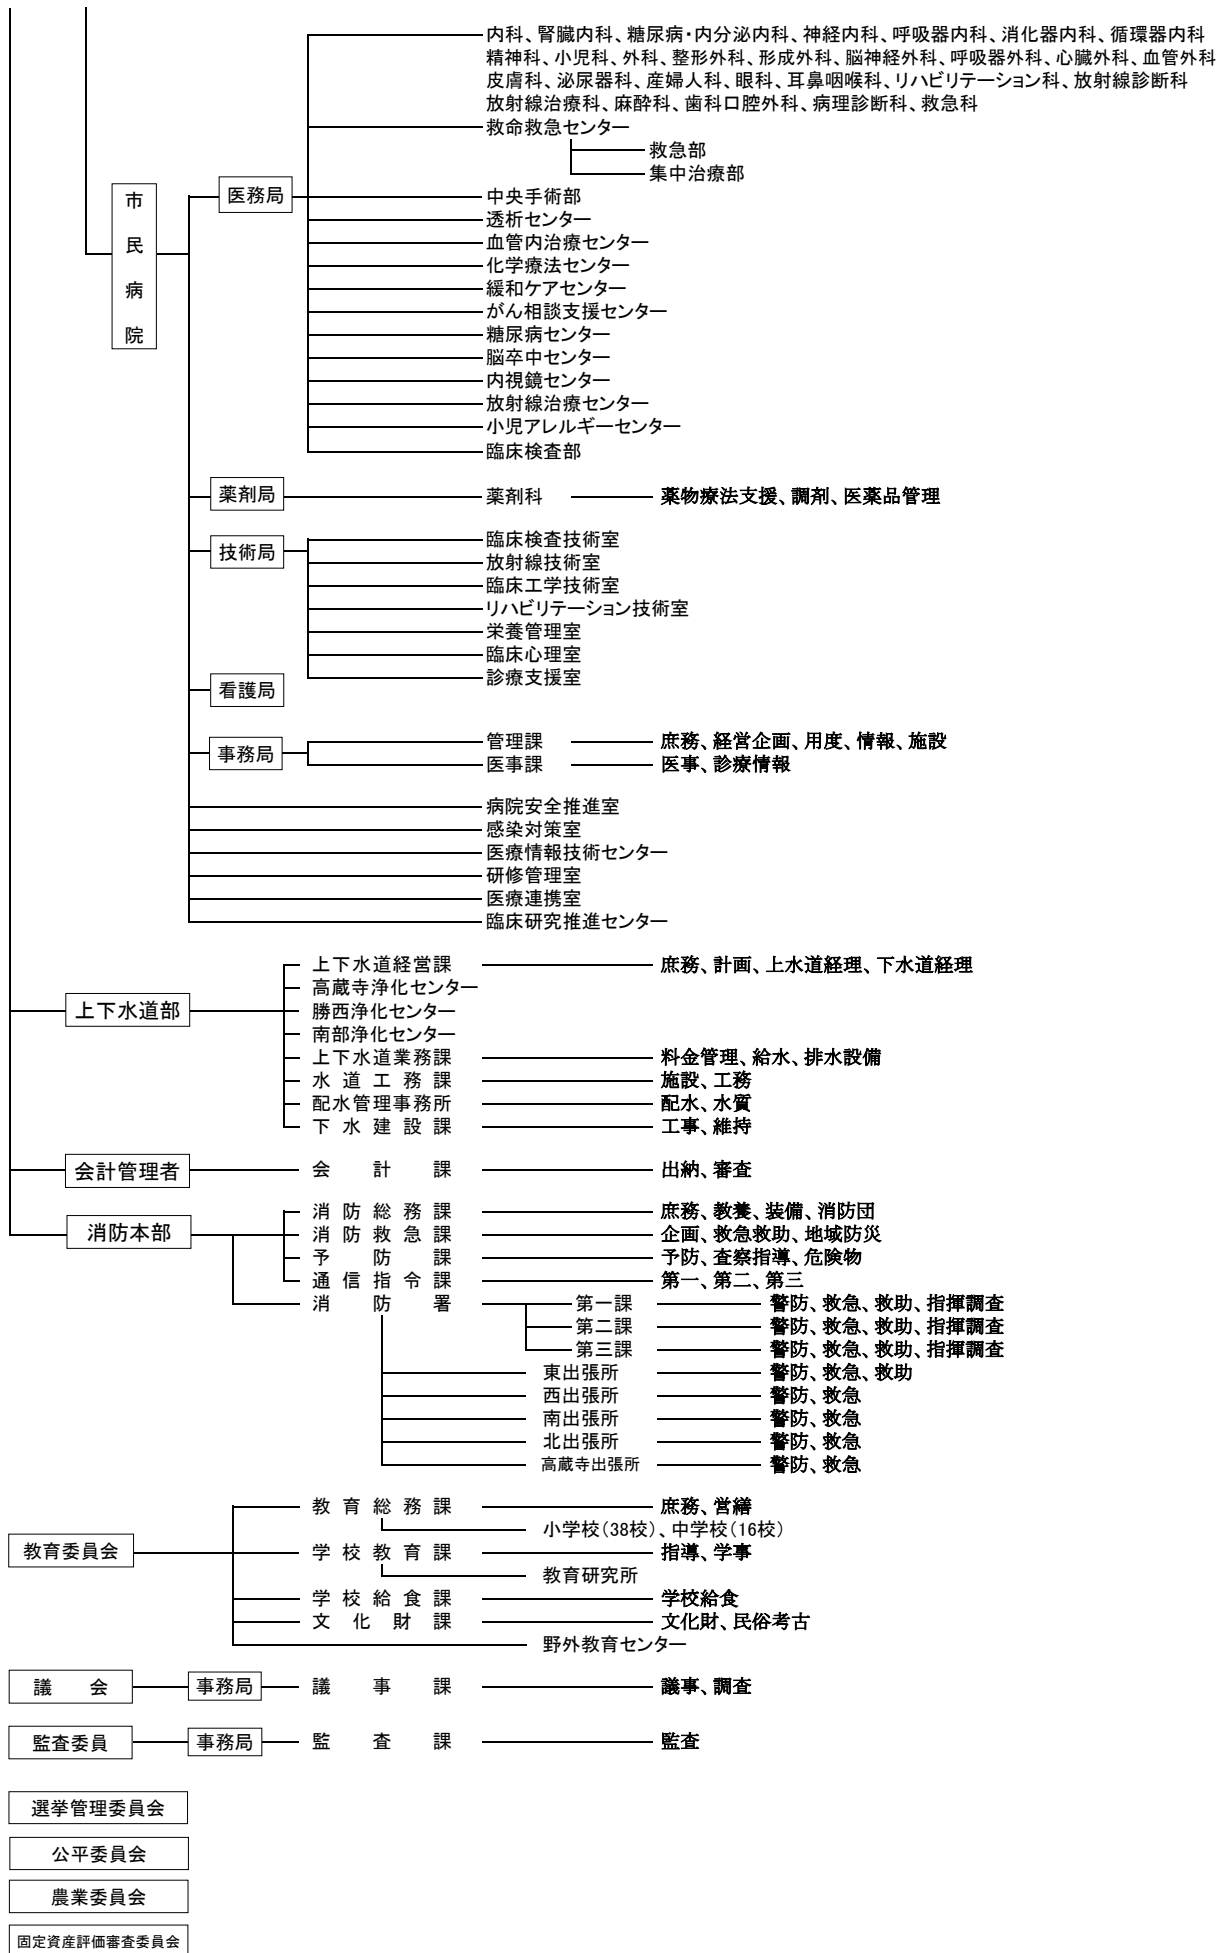 内科、腎臓内科、糖尿病・内分泌内科、神経内科、呼吸器内科、消化器内科、循環器内科
精神科、小児科、外科、整形外科、形成外科、脳神経外科、呼吸器外科、心臓外科、血管外科
皮膚科、泌尿器科、産婦人科、眼科、耳鼻咽喉科、リハビリテーション科、放射線診断科
放射線治療科、麻酔科、歯科口腔外科、病理診断科、救急科
救命救急センター
救急部
集中治療部
市民病院
医務局
中央手術部
透析センター
血管内治療センター
化学療法センター
緩和ケアセンター
がん相談支援センター
糖尿病センター
脳卒中センター
内視鏡センター
放射線治療センター
小児アレルギーセンター
臨床検査部
薬剤局 薬剤科 薬物療法支援、調剤、医薬品管理
技術局
臨床検査技術室
放射線技術室
臨床工学技術室
リハビリテーション技術室
栄養管理室
臨床心理室
診療支援室
看護局
事務局
管理課 庶務、経営企画、用度、情報、施設
医事課 医事、診療情報
病院安全推進室
感染対策室
医療情報技術センター
研修管理室
医療連携室
臨床研究推進センター
上下水道部
上下水道経営課 庶務、計画、上水道経理、下水道経理
高蔵寺浄化センター
勝西浄化センター
南部浄化センター
上下水道業務課 料金管理、給水、排水設備
水道工務課 施設、工務
配水管理事務所 配水、水質
下水建設課 工事、維持
会計管理者 会計課 出納、審査
消防本部
消防総務課 庶務、教養、装備、消防団
消防救急課 企画、救急救助、地域防災
予防課 予防、査察指導、危険物
通信指令課 第一、第二、第三
消防署 第一課 警防、救急、救助、指揮調査
第二課 警防、救急、救助、指揮調査
第三課 警防、救急、救助、指揮調査
東出張所 警防、救急、救助
西出張所 警防、救急
南出張所 警防、救急
北出張所 警防、救急
高蔵寺出張所 警防、救急
教育委員会
教育総務課 庶務、営繕
小学校(38校)、中学校(16校)
学校教育課 指導、学事
教育研究所
学校給食課 学校給食
文化財課 文化財、民俗考古
野外教育センター
議会 事務局 議事課 議事、調査
監査委員 事務局 監査課 監査
選挙管理委員会
公平委員会
農業委員会
固定資産評価審査委員会